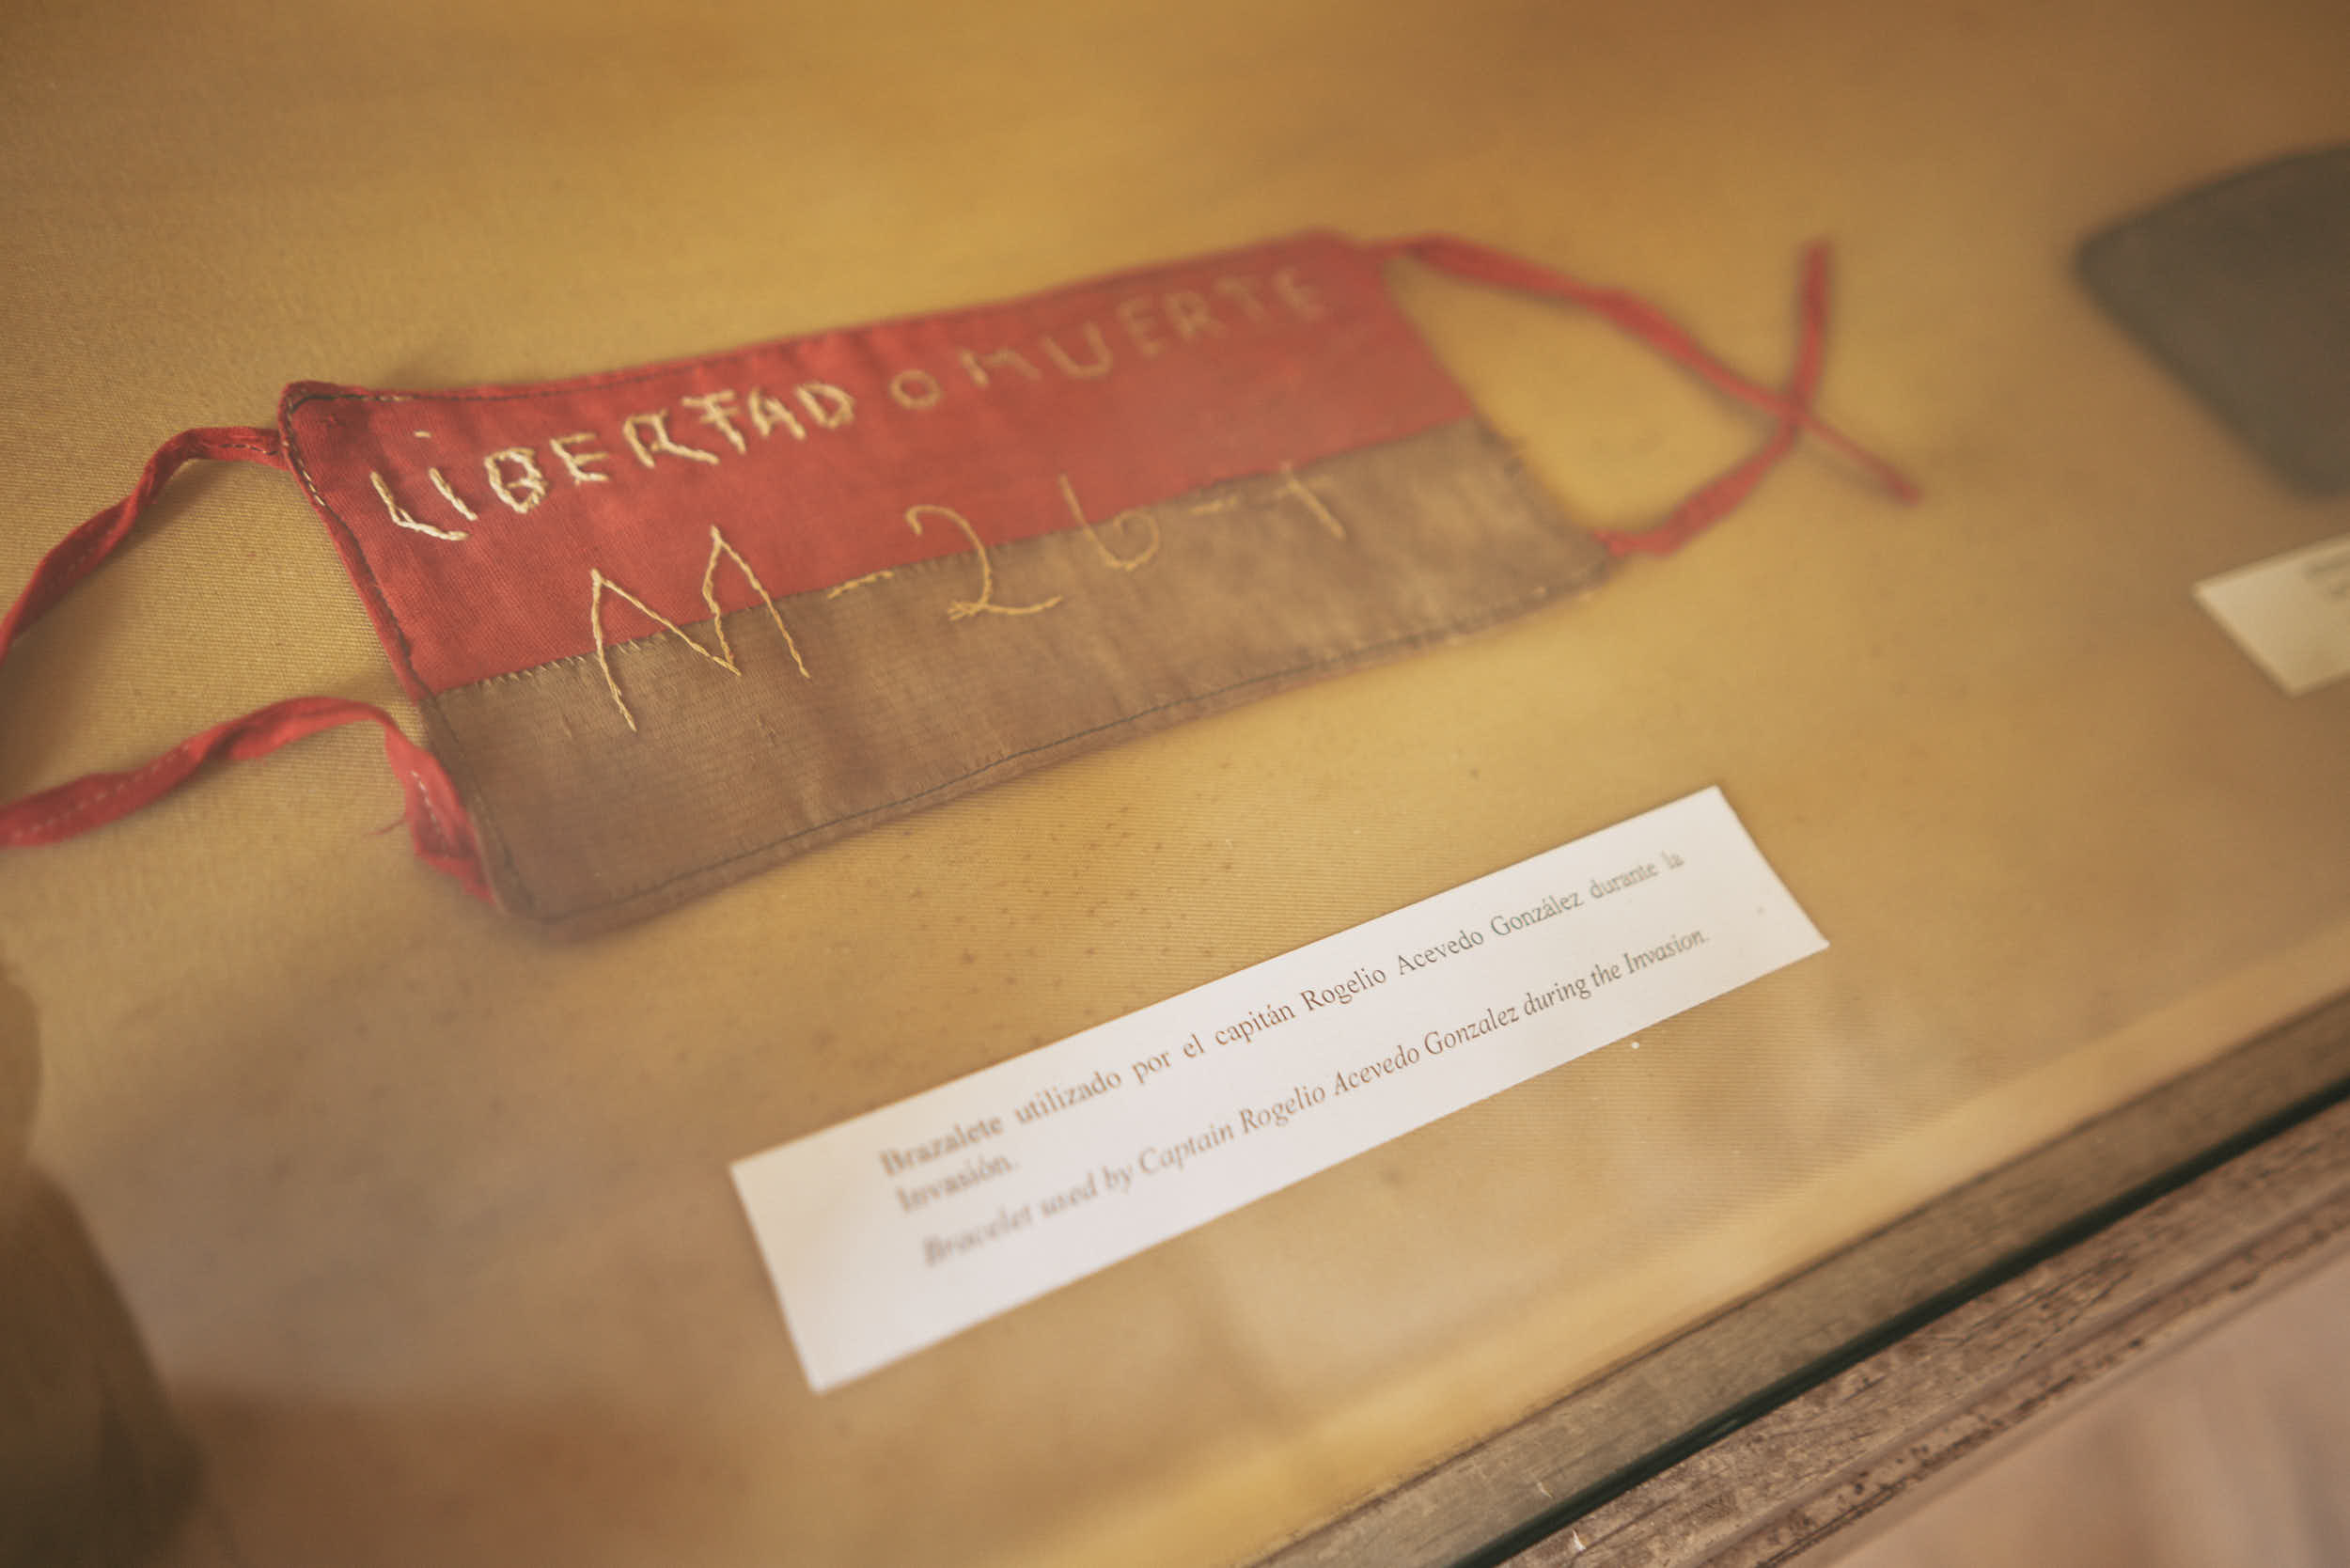 LIBERTAD O MUERTE
M-26-7
Brazalete utilizado por el capitán Rogelio Acevedo González durante la
Invasión.
Bracelet used by Captain Rogelio Acevedo Gonzalez during the Invasion.